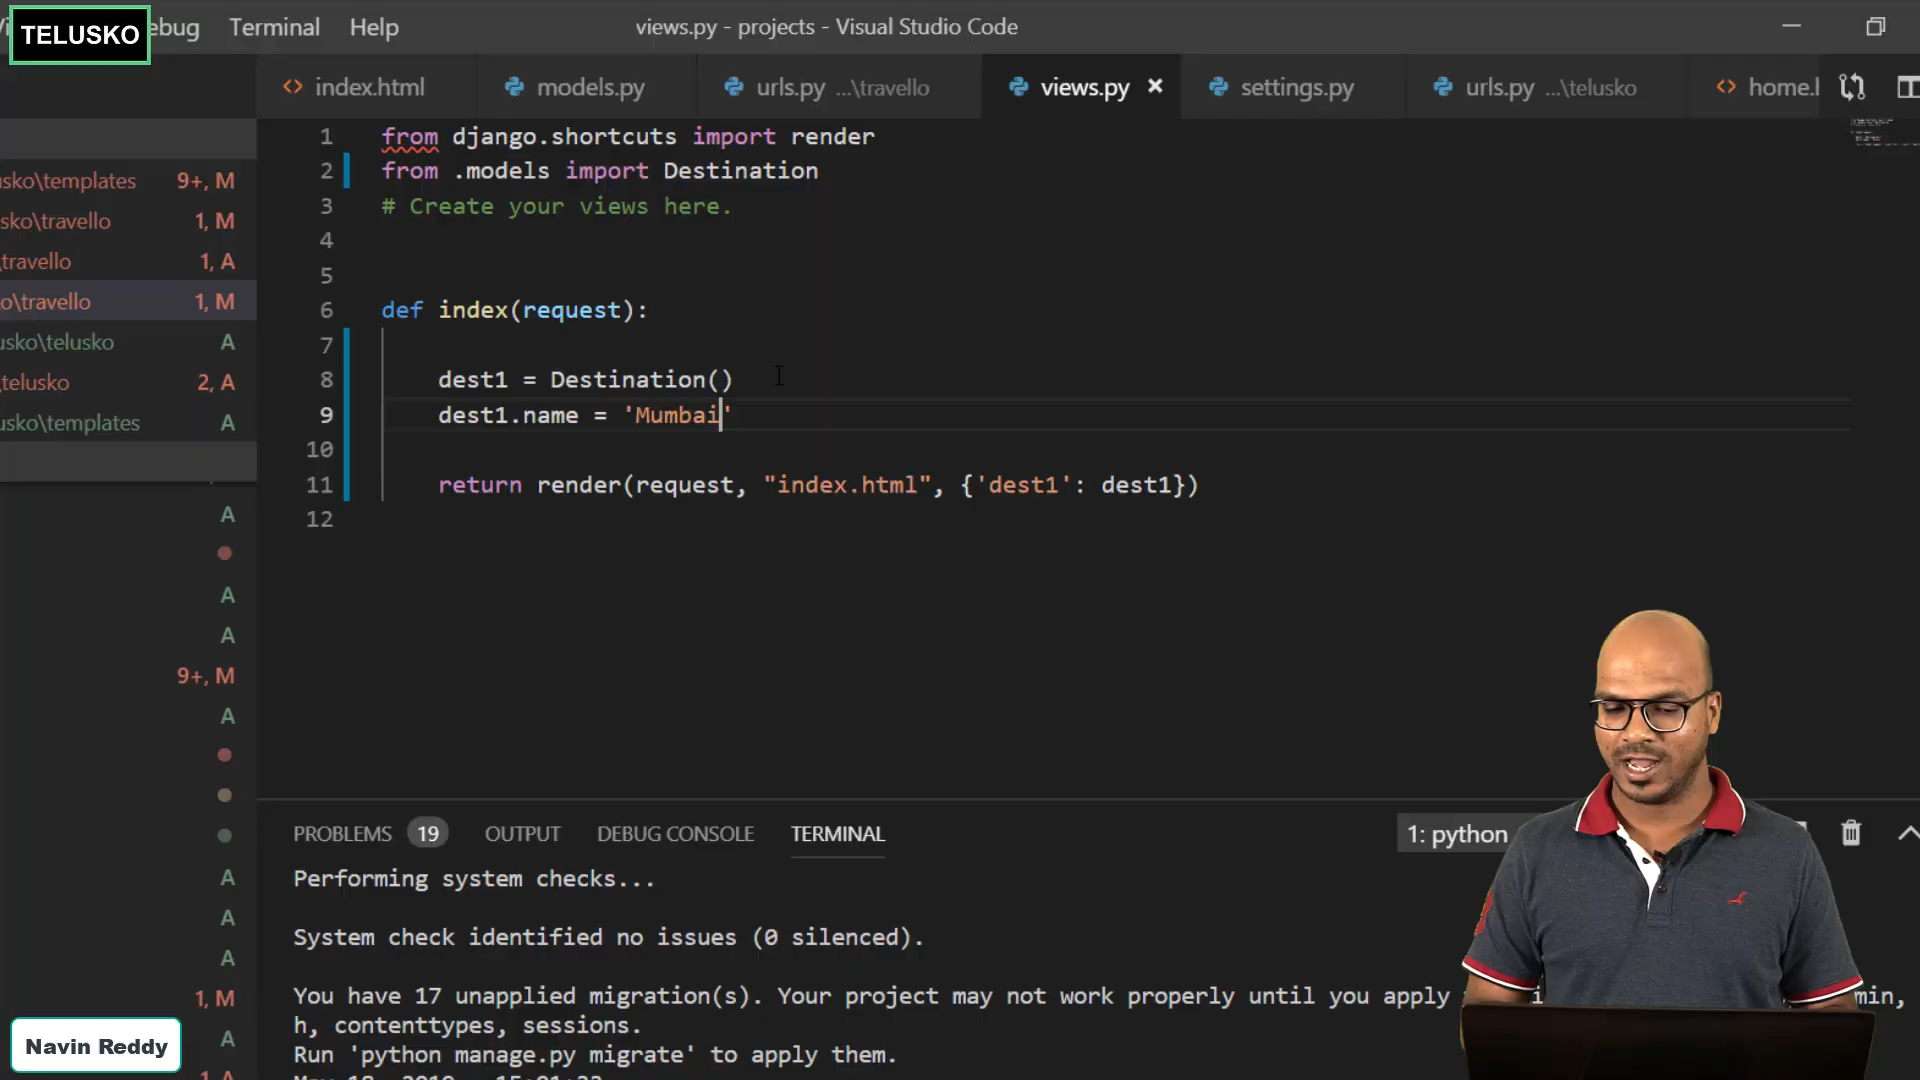 TELUSKO
ebug Terminal Help views.py - projects - Visual Studio Code
index.html models.py urls.py ...\travello views.py settings.py urls.py ...\telusko home.
1 from django.shortcuts import render
2 from .models import Destination
3 # Create your views here.
4
5
6 def index(request):
7
8 dest1 = Destination()
9 dest1.name = 'Mumbai'
10
11 return render(request, "index.html", {'dest1': dest1})
12
usko\templates 9+, M
sko\travello 1, M
\travello 1, A
o\travello 1, M
usko\telusko A
\telusko 2, A
usko\templates A
A
A
A
9+, M
A
A
A
A
1, M
A
1, A
PROBLEMS 19 OUTPUT DEBUG CONSOLE TERMINAL 1: python
Performing system checks...
System check identified no issues (0 silenced).
You have 17 unapplied migration(s). Your project may not work properly until you apply min,
h, contenttypes, sessions.
Run 'python manage.py migrate' to apply them.
Navin Reddy